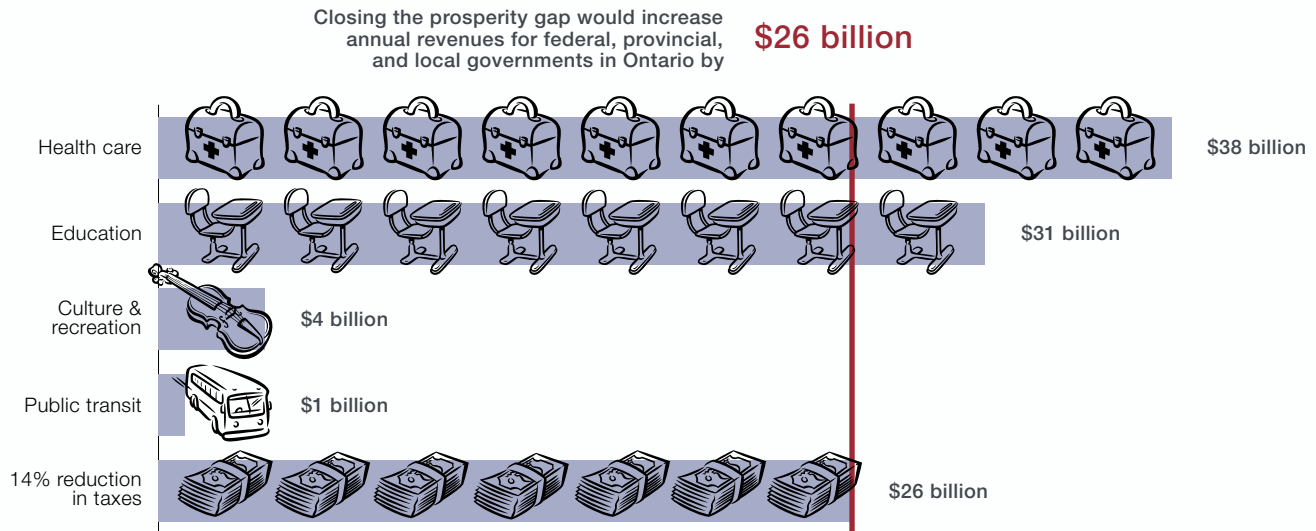 Closing the prosperity gap would increase
annual revenues for federal, provincial,
and local governments in Ontario by
$26 billion
Health care
$38 billion
Education
$31 billion
Culture &
recreation
$4 billion
Public transit
$1 billion
14% reduction
in taxes
$26 billion